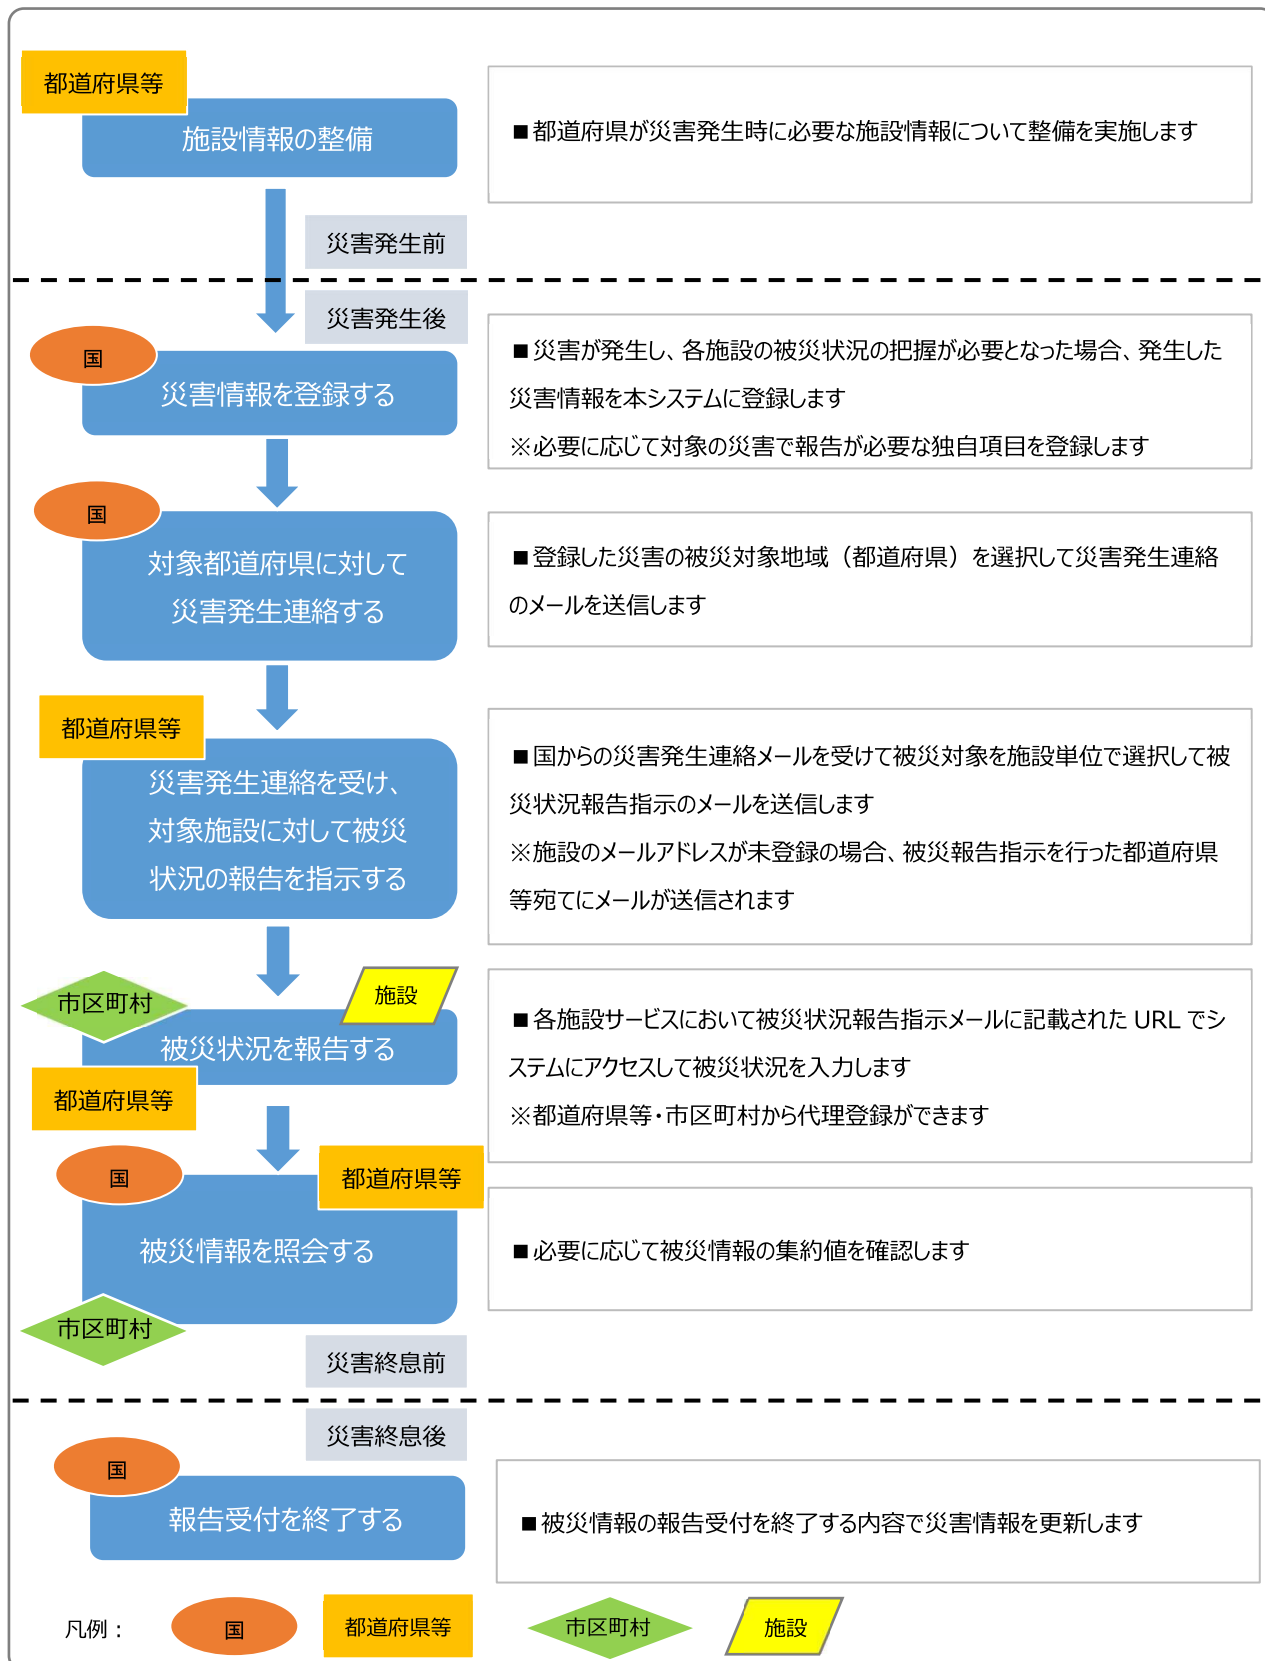 都道府県等
施設情報の整備
■都道府県が災害発生時に必要な施設情報について整備を実施します
災害発生前
災害発生後
国
災害情報を登録する
■災害が発生し、各施設の被災状況の把握が必要となった場合、発生した
災害情報を本システムに登録します
※必要に応じて対象の災害で報告が必要な独自項目を登録します
国
対象都道府県に対して
災害発生連絡する
■登録した災害の被災対象地域（都道府県）を選択して災害発生連絡
のメールを送信します
都道府県等
災害発生連絡を受け、
対象施設に対して被災
状況の報告を指示する
■国からの災害発生連絡メールを受けて被災対象を施設単位で選択して被
災状況報告指示のメールを送信します
※施設のメールアドレスが未登録の場合、被災報告指示を行った都道府県
等宛てにメールが送信されます
市区町村
施設
被災状況を報告する
都道府県等
■各施設サービスにおいて被災状況報告指示メールに記載された URL でシ
ステムにアクセスして被災状況を入力します
※都道府県等・市区町村から代理登録ができます
国
都道府県等
被災情報を照会する
市区町村
■必要に応じて被災情報の集約値を確認します
災害終息前
災害終息後
国
報告受付を終了する
■被災情報の報告受付を終了する内容で災害情報を更新します
凡例：
国
都道府県等
市区町村
施設